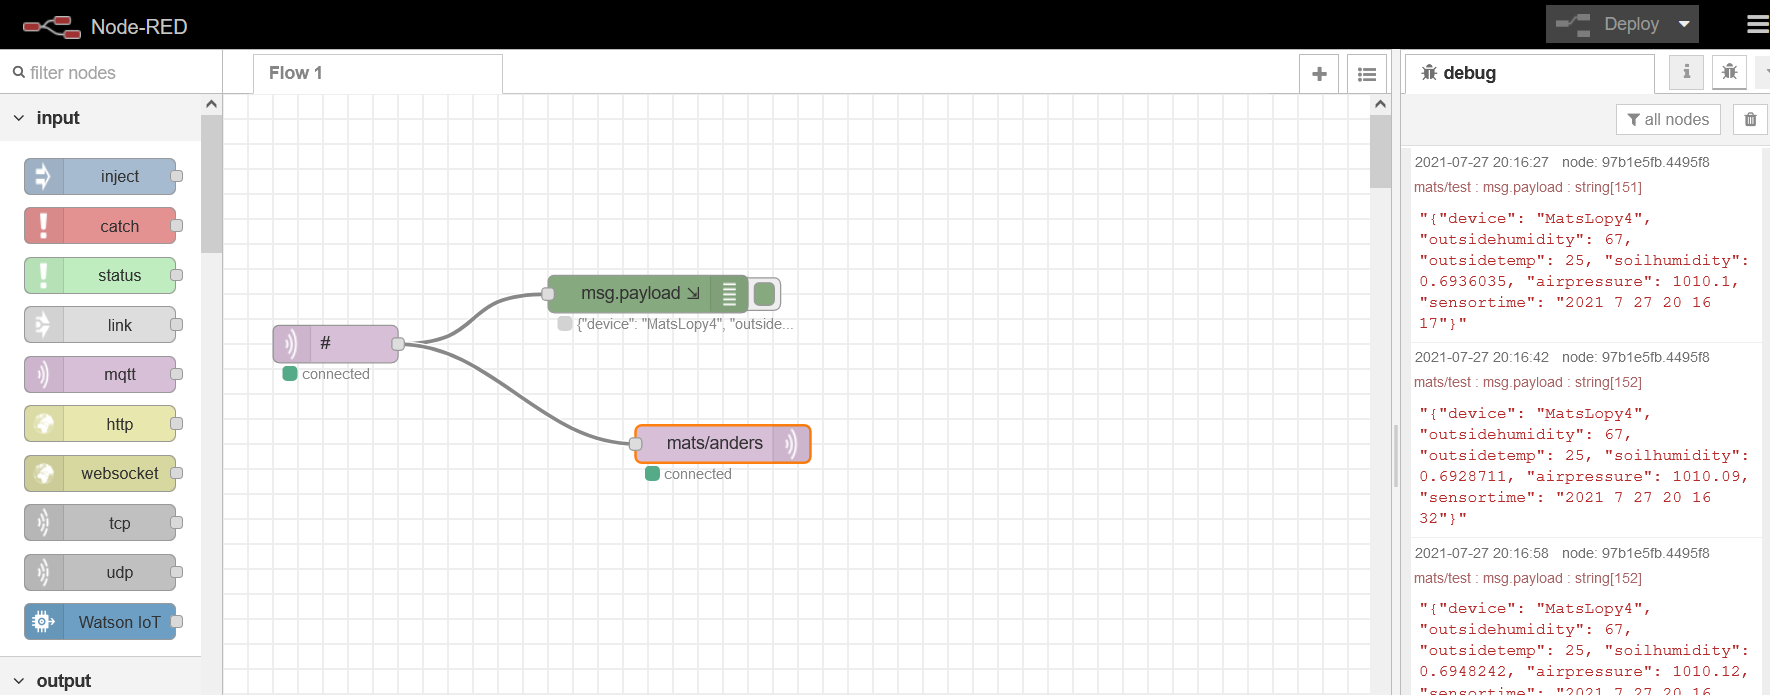 Node-RED
Deploy
filter nodes
Flow 1
debug
i
all nodes
input
inject
catch
status
link
mqtt
http
websocket
tcp
udp
Watson IoT
output
#
connected
msg.payload
{"device": "MatsLopy4", "outside...
mats/anders
connected
2021-07-27 20:16:27 node: 97b1e5fb.4495f8
mats/test : msg.payload : string[151]
"{"device": "MatsLopy4",
"outsidehumidity": 67,
"outsidetemp": 25, "soilhumidity":
0.6936035, "airpressure": 1010.1,
"sensortime": "2021 7 27 20 16
17"}"
2021-07-27 20:16:42 node: 97b1e5fb.4495f8
mats/test : msg.payload : string[152]
"{"device": "MatsLopy4",
"outsidehumidity": 67,
"outsidetemp": 25, "soilhumidity":
0.6928711, "airpressure": 1010.09,
"sensortime": "2021 7 27 20 16
32"}"
2021-07-27 20:16:58 node: 97b1e5fb.4495f8
mats/test : msg.payload : string[152]
"{"device": "MatsLopy4",
"outsidehumidity": 67,
"outsidetemp": 25, "soilhumidity":
0.6948242, "airpressure": 1010.12,
"sensortime": "2021 7 27 20 16